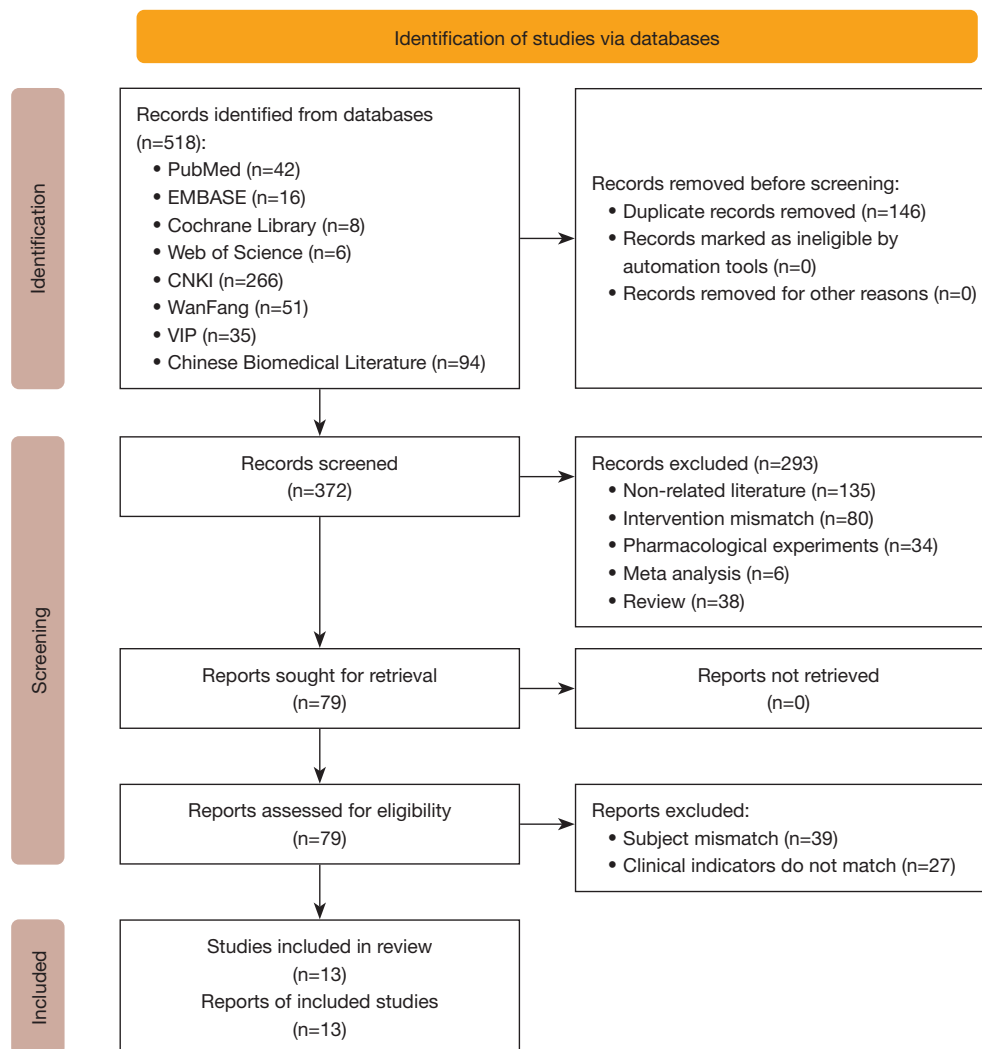 Identification of studies via databases
Identification
Records identified from databases
(n=518):
• PubMed (n=42)
• EMBASE (n=16)
• Cochrane Library (n=8)
• Web of Science (n=6)
• CNKI (n=266)
• WanFang (n=51)
• VIP (n=35)
• Chinese Biomedical Literature (n=94)
Records removed before screening:
• Duplicate records removed (n=146)
• Records marked as ineligible by
automation tools (n=0)
• Records removed for other reasons (n=0)
Screening
Records screened
(n=372)
Records excluded (n=293)
• Non-related literature (n=135)
• Intervention mismatch (n=80)
• Pharmacological experiments (n=34)
• Meta analysis (n=6)
• Review (n=38)
Reports sought for retrieval
(n=79)
Reports not retrieved
(n=0)
Reports assessed for eligibility
(n=79)
Reports excluded:
• Subject mismatch (n=39)
• Clinical indicators do not match (n=27)
Included
Studies included in review
(n=13)
Reports of included studies
(n=13)